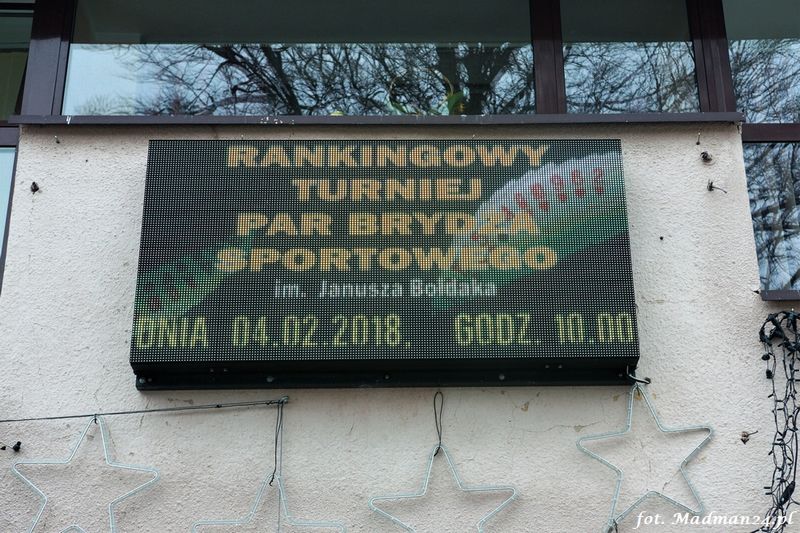 RANKINGOWY
TURNIEJ
PAR BRYDŻA
SPORTOWEGO
im. Janusza Bołdaka
DNIA 04.02.2018. GODZ. 10.00
fot. Madman24.pl